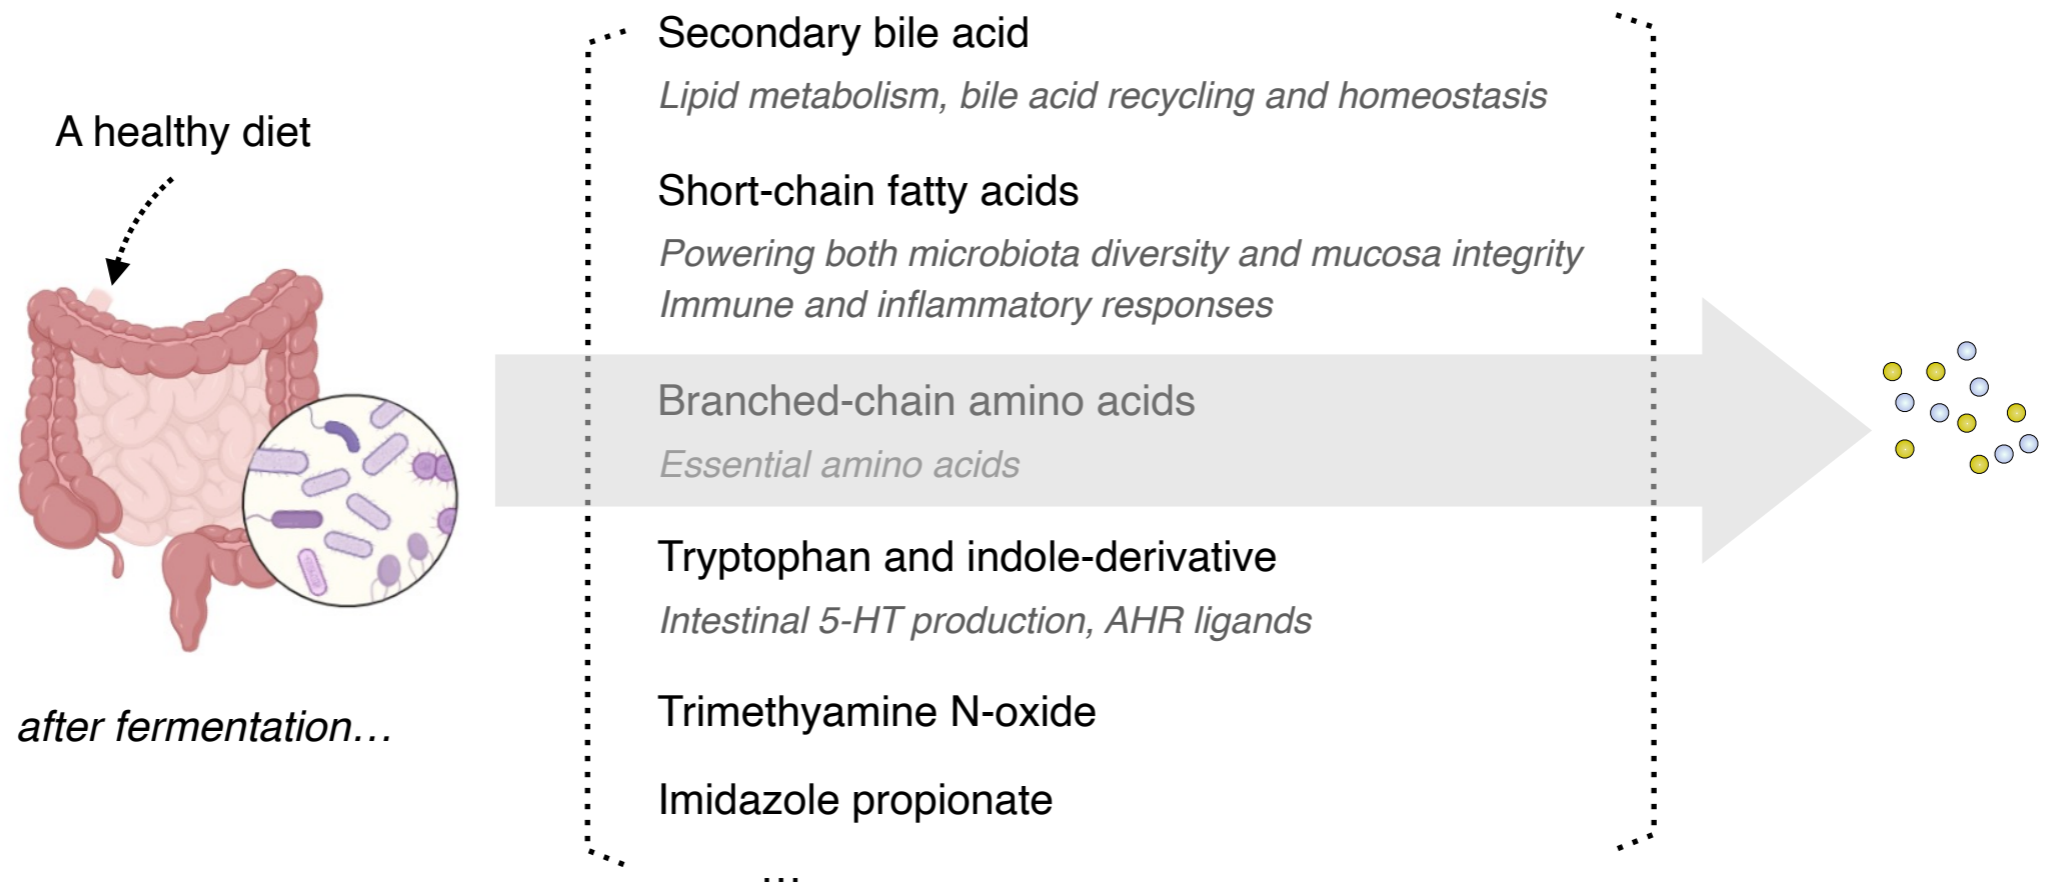 A healthy diet
after fermentation…
Secondary bile acid
Lipid metabolism, bile acid recycling and homeostasis
Short-chain fatty acids
Powering both microbiota diversity and mucosa integrity
Immune and inflammatory responses
Branched-chain amino acids
Essential amino acids
Tryptophan and indole-derivative
Intestinal 5-HT production, AHR ligands
Trimethyamine N-oxide
Imidazole propionate
...